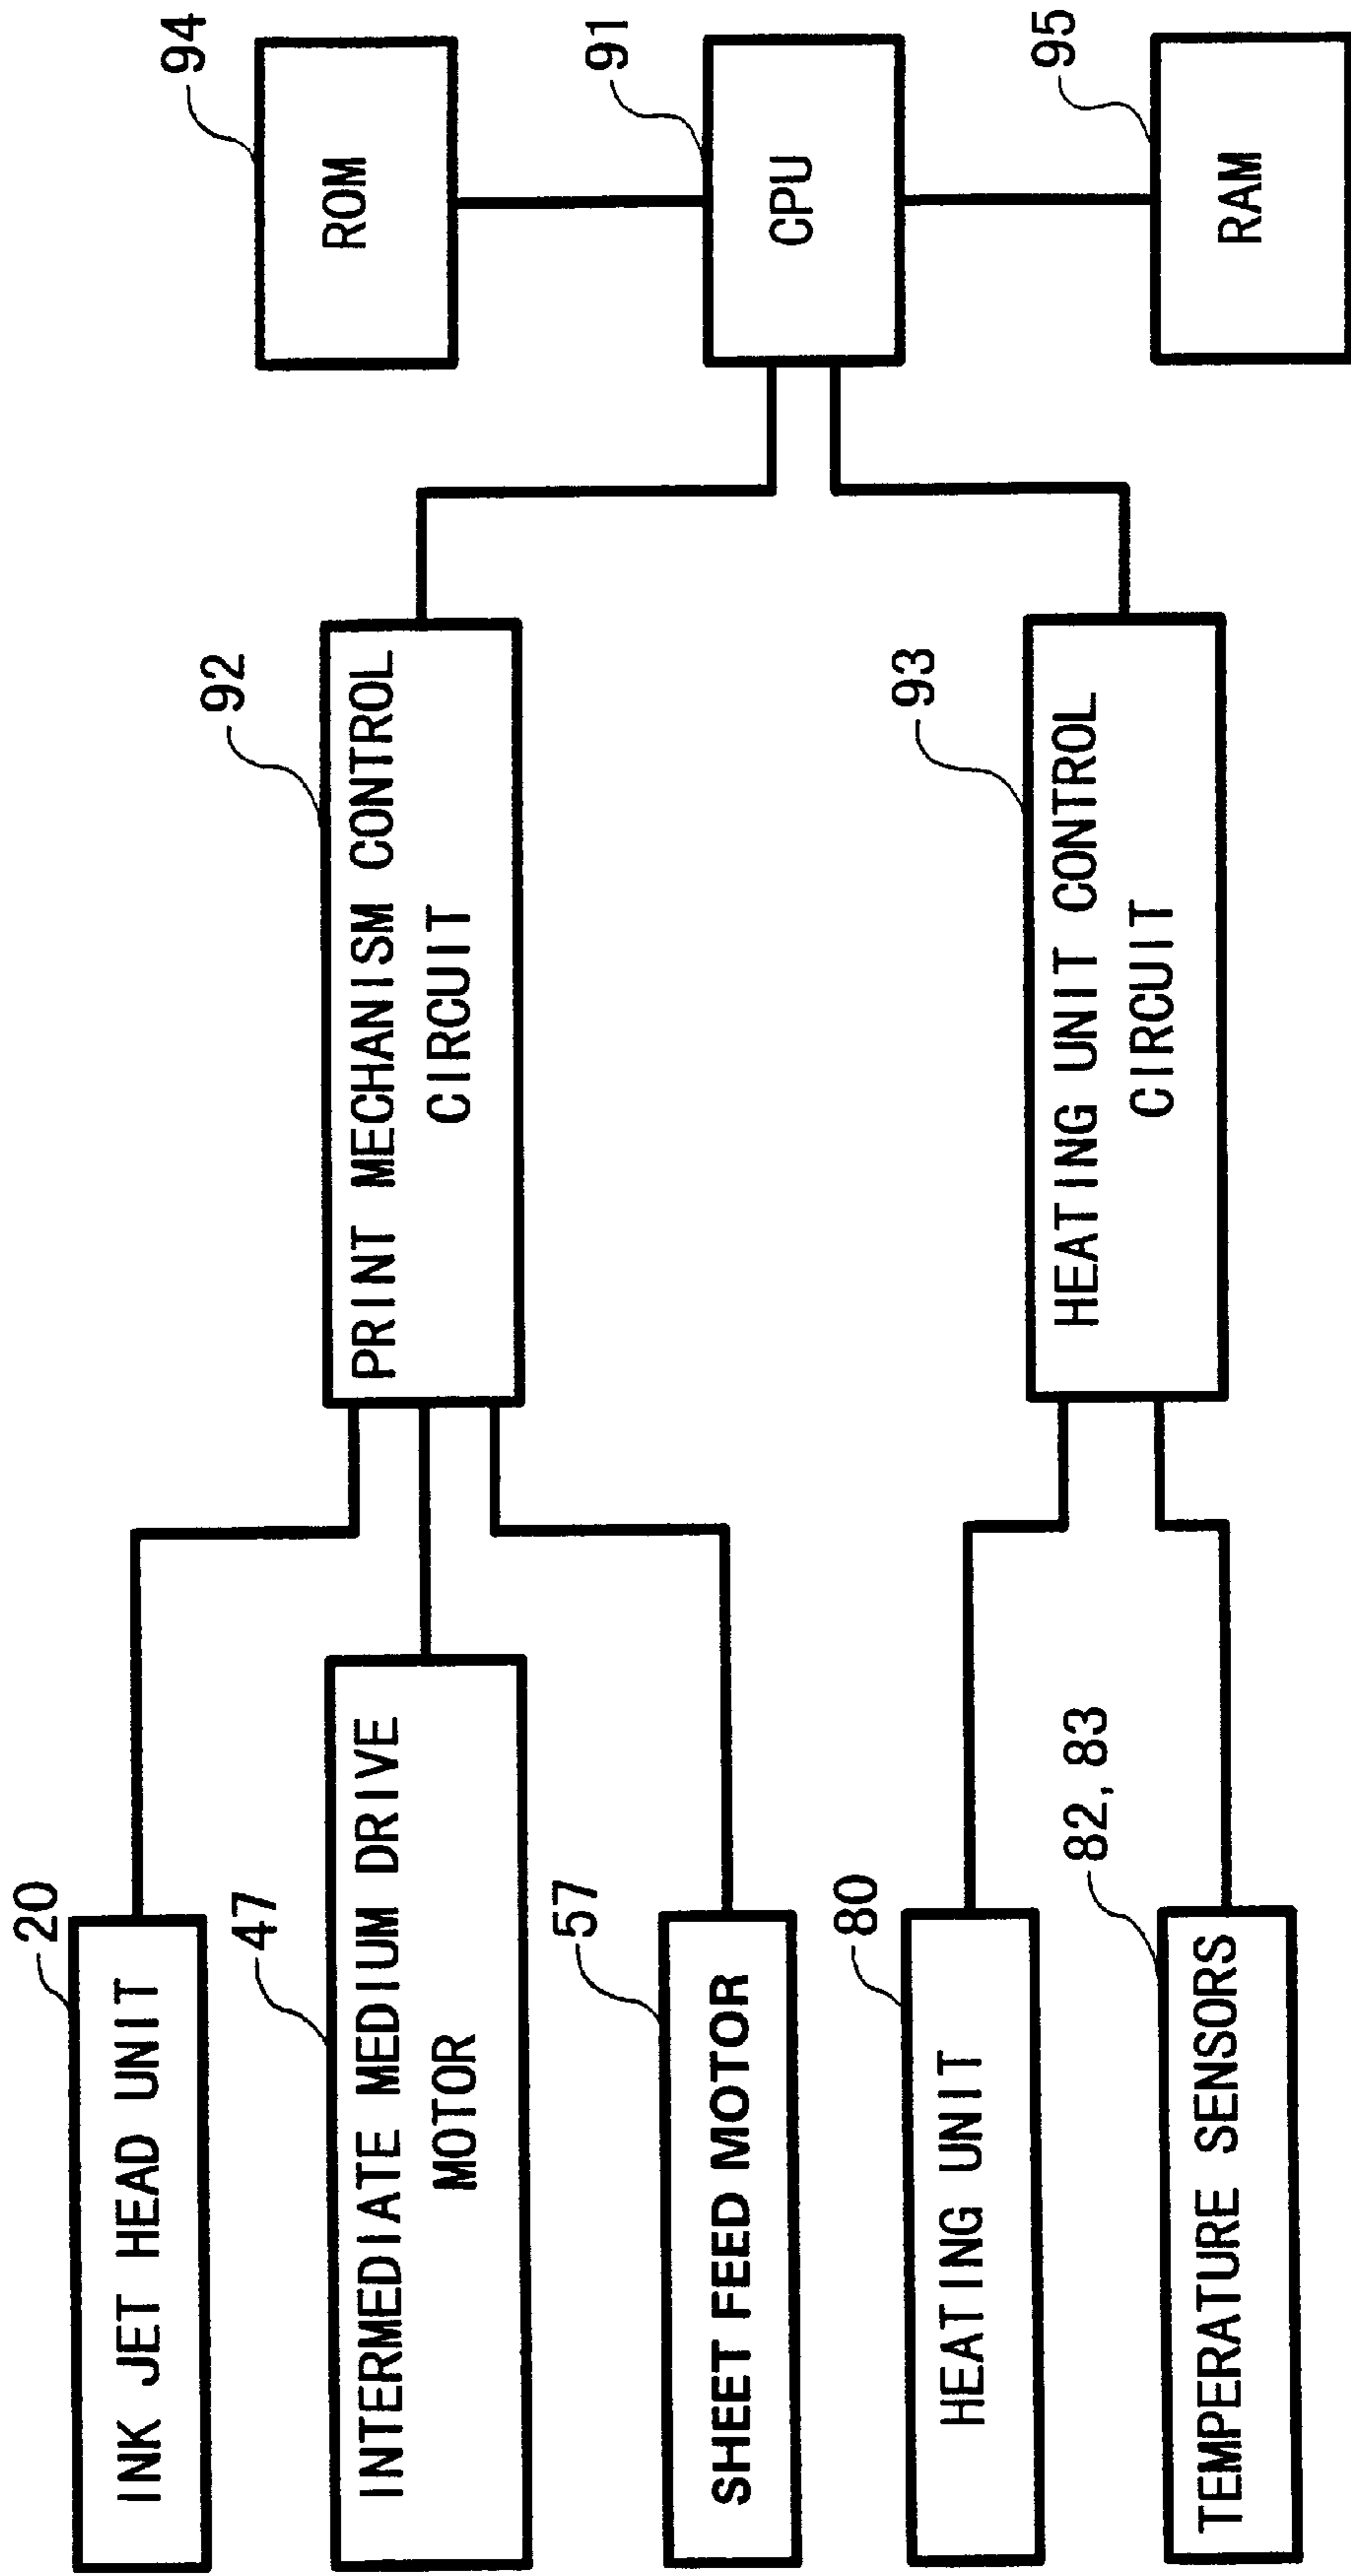 20
INK JET HEAD UNIT
47
INTERMEDIATE MEDIUM DRIVE
MOTOR
57
SHEET FEED MOTOR
80
HEATING UNIT
82, 83
TEMPERATURE SENSORS
92
PRINT MECHANISM CONTROL
CIRCUIT
93
HEATING UNIT CONTROL
CIRCUIT
94
ROM
91
CPU
95
RAM